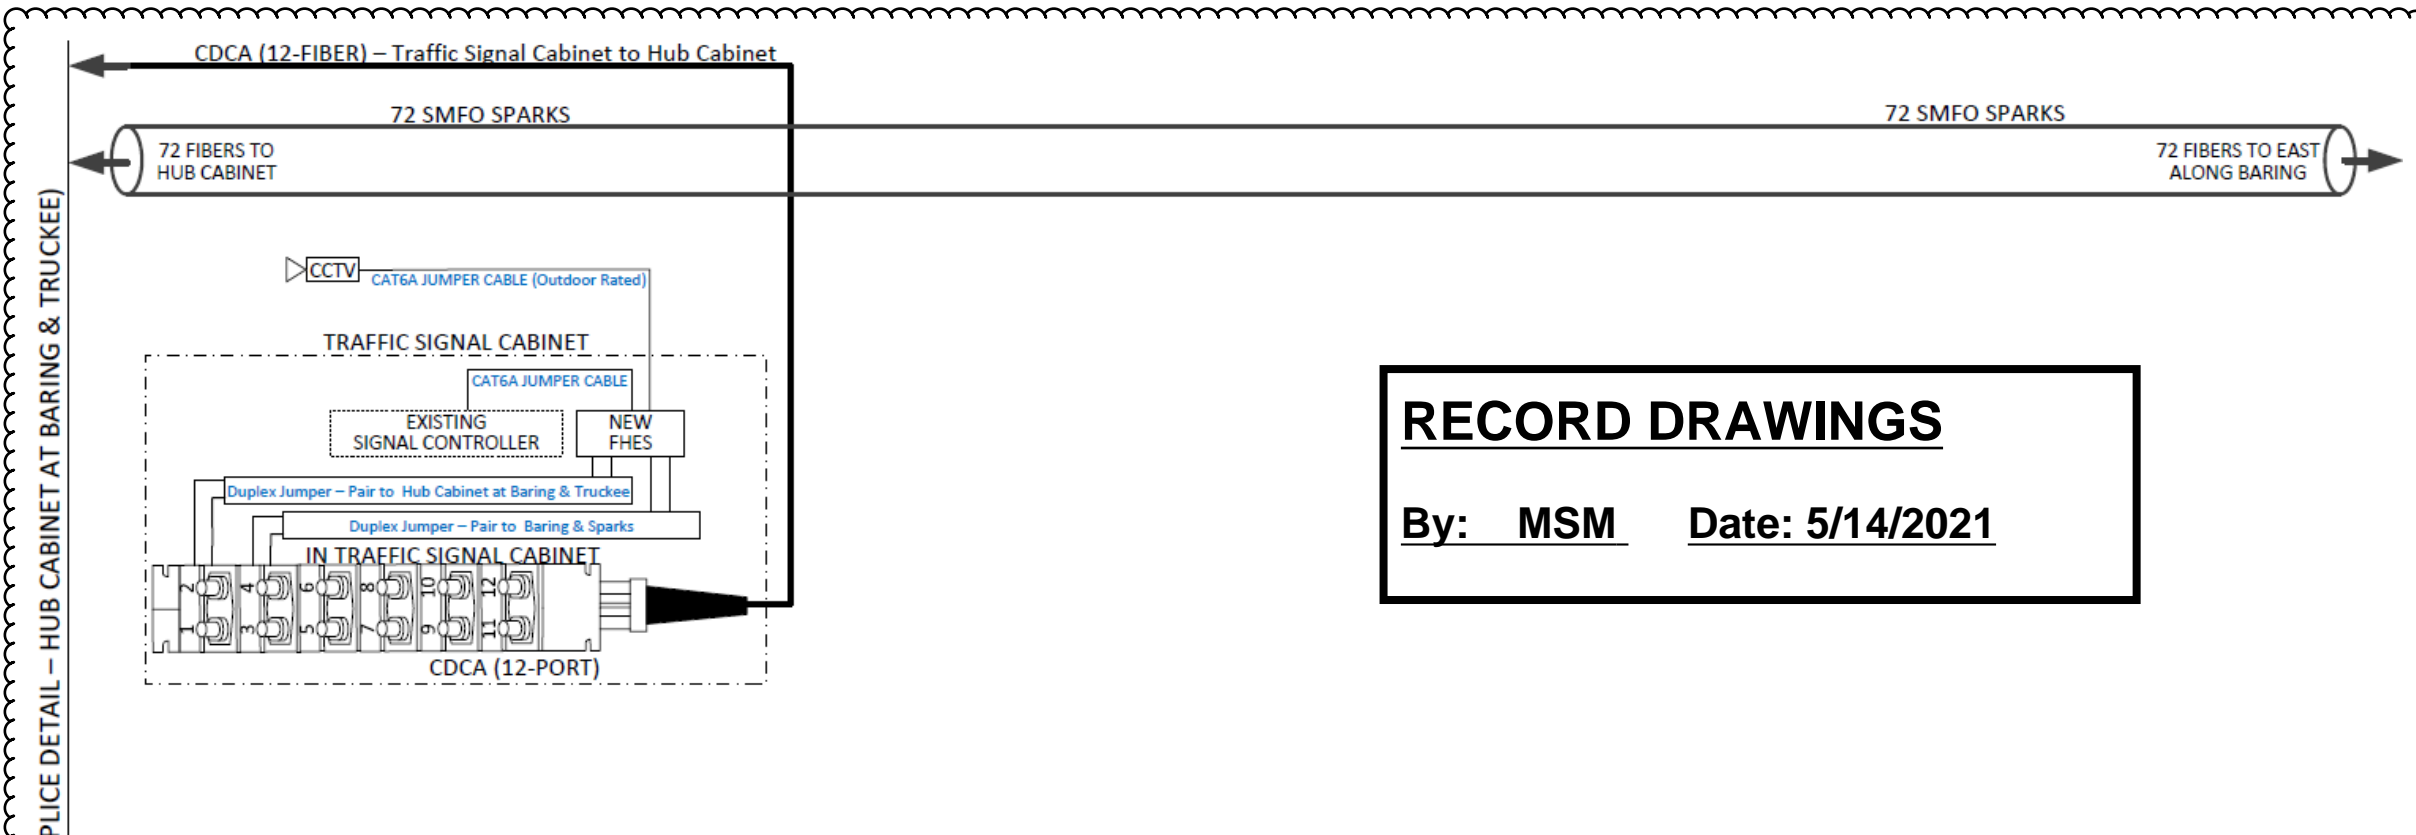 CDCA (12-FIBER) – Traffic Signal Cabinet to Hub Cabinet
72 SMFO SPARKS
72 SMFO SPARKS
72 FIBERS TO
HUB CABINET
72 FIBERS TO EAST
ALONG BARING
PLICE DETAIL – HUB CABINET AT BARING & TRUCKEE)
CCTV
CAT6A JUMPER CABLE (Outdoor Rated)
TRAFFIC SIGNAL CABINET
CAT6A JUMPER CABLE
EXISTING
SIGNAL CONTROLLER
NEW
FHES
Duplex Jumper – Pair to Hub Cabinet at Baring & Truckee
Duplex Jumper – Pair to Baring & Sparks
IN TRAFFIC SIGNAL CABINET
2 4 6 8 10 12
1 3 5 7 9 11
CDCA (12-PORT)
RECORD DRAWINGS
By: MSM Date: 5/14/2021